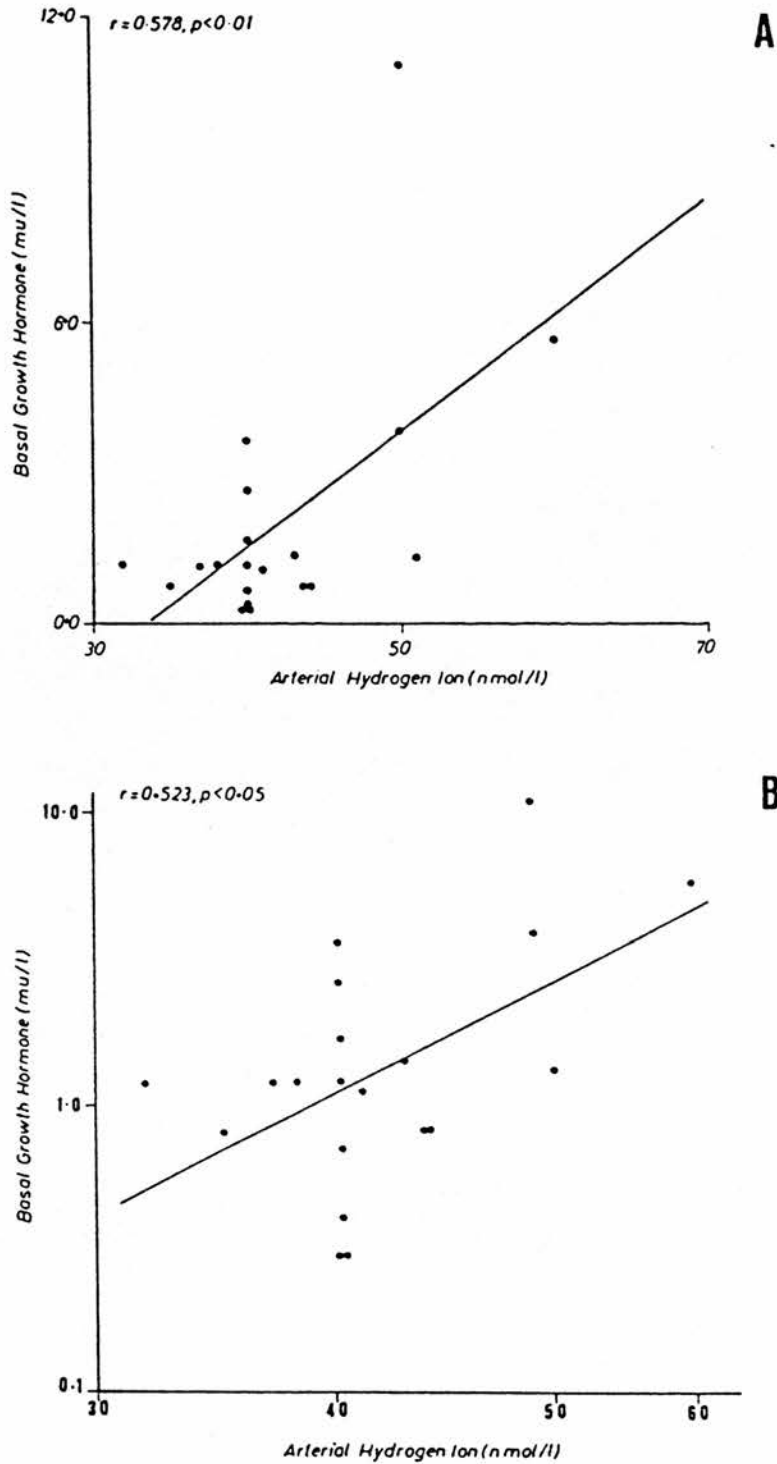 r=0·578, p<0·01
A
12·0
6·0
0·0
Basal Growth Hormone (mu/l)
30
50
70
Arterial Hydrogen Ion (n mol/l)
r=0·523, p<0·05
B
10·0
1·0
0·1
Basal Growth Hormone (mu/l)
30
40
50
60
Arterial Hydrogen Ion (n mol/l)